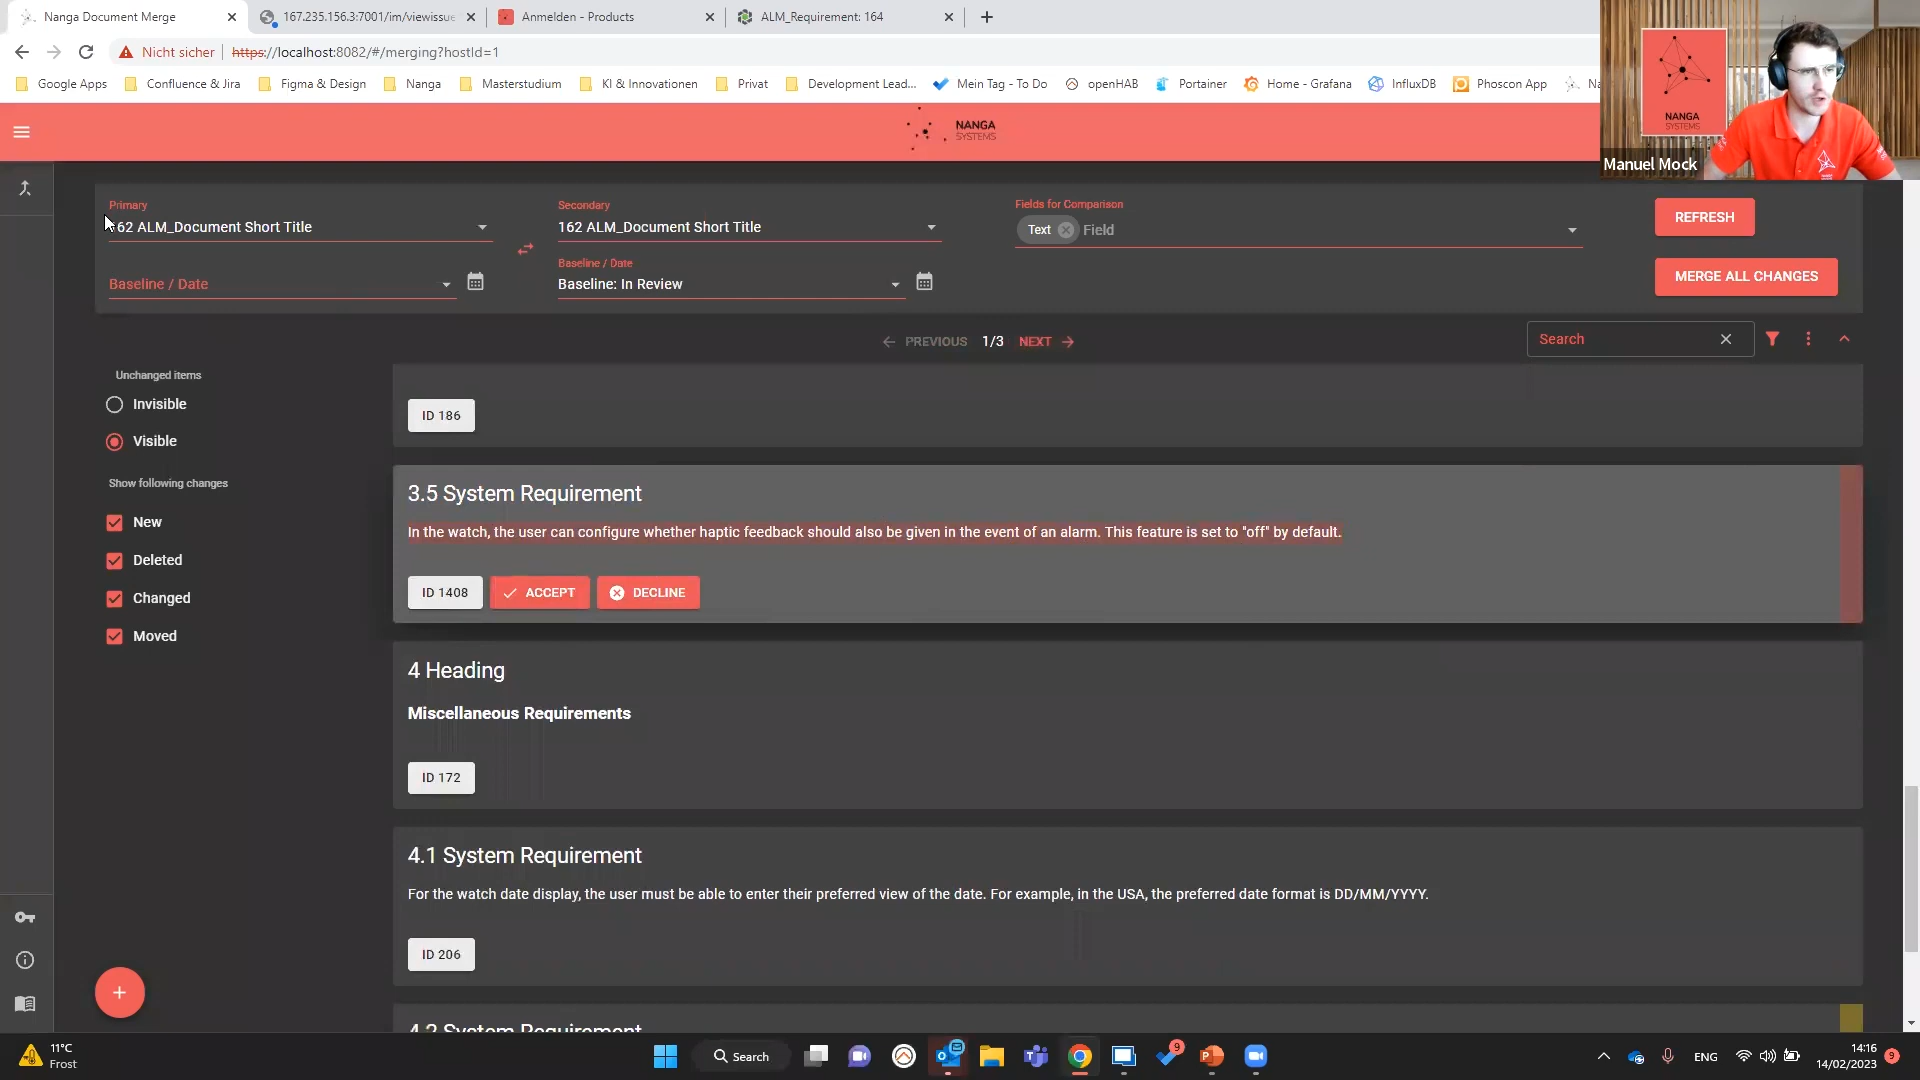 Nanga Document Merge
167.235.156.3:7001/im/viewissue
Anmelden - Products
ALM_Requirement: 164
Nicht sicher
https://localhost:8082/#/merging?hostId=1
Google Apps
Confluence & Jira
Figma & Design
Nanga
Masterstudium
KI & Innovationen
Privat
Development Lead...
Mein Tag - To Do
openHAB
Portainer
Home - Grafana
InfluxDB
Phoscon App
NANGA
SYSTEMS
NANGA
SYSTEMS
Manuel Mock
Primary
162 ALM_Document Short Title
Secondary
162 ALM_Document Short Title
Fields for Comparison
Text
Field
REFRESH
Baseline / Date
Baseline / Date
Baseline: In Review
MERGE ALL CHANGES
PREVIOUS 1/3 NEXT
Search
Unchanged items
Invisible
Visible
Show following changes
New
Deleted
Changed
Moved
ID 186
3.5 System Requirement
In the watch, the user can configure whether haptic feedback should also be given in the event of an alarm. This feature is set to "off" by default.
ID 1408
ACCEPT
DECLINE
4 Heading
Miscellaneous Requirements
ID 172
4.1 System Requirement
For the watch date display, the user must be able to enter their preferred view of the date. For example, in the USA, the preferred date format is DD/MM/YYYY.
ID 206
4.2 System Requirement
11°C
Frost
Search
9
ENG
14:16
14/02/2023
9